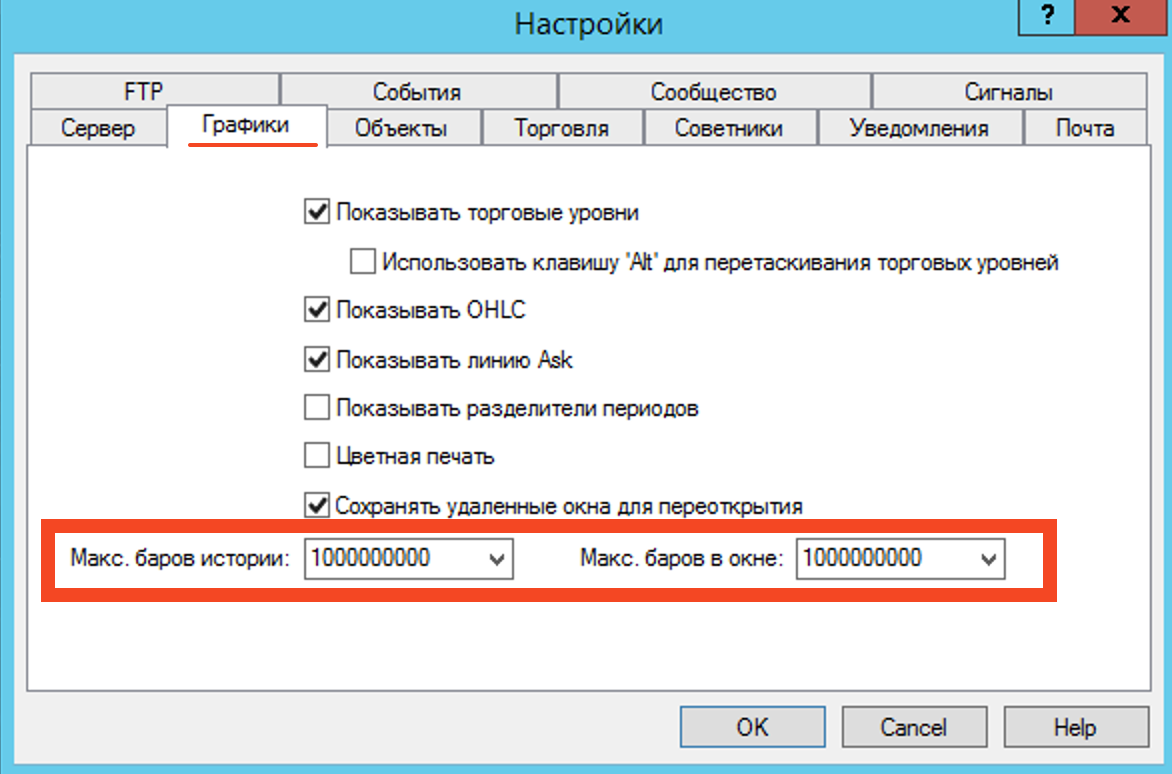 Настройки
? x
FTP События Сообщество Сигналы
Сервер Графики Объекты Торговля Советники Уведомления Почта
Показывать торговые уровни
Использовать клавишу 'Alt' для перетаскивания торговых уровней
Показывать OHLC
Показывать линию Ask
Показывать разделители периодов
Цветная печать
Сохранять удаленные окна для переоткрытия
Макс. баров истории: 1000000000 Макс. баров в окне: 1000000000
OK Cancel Help